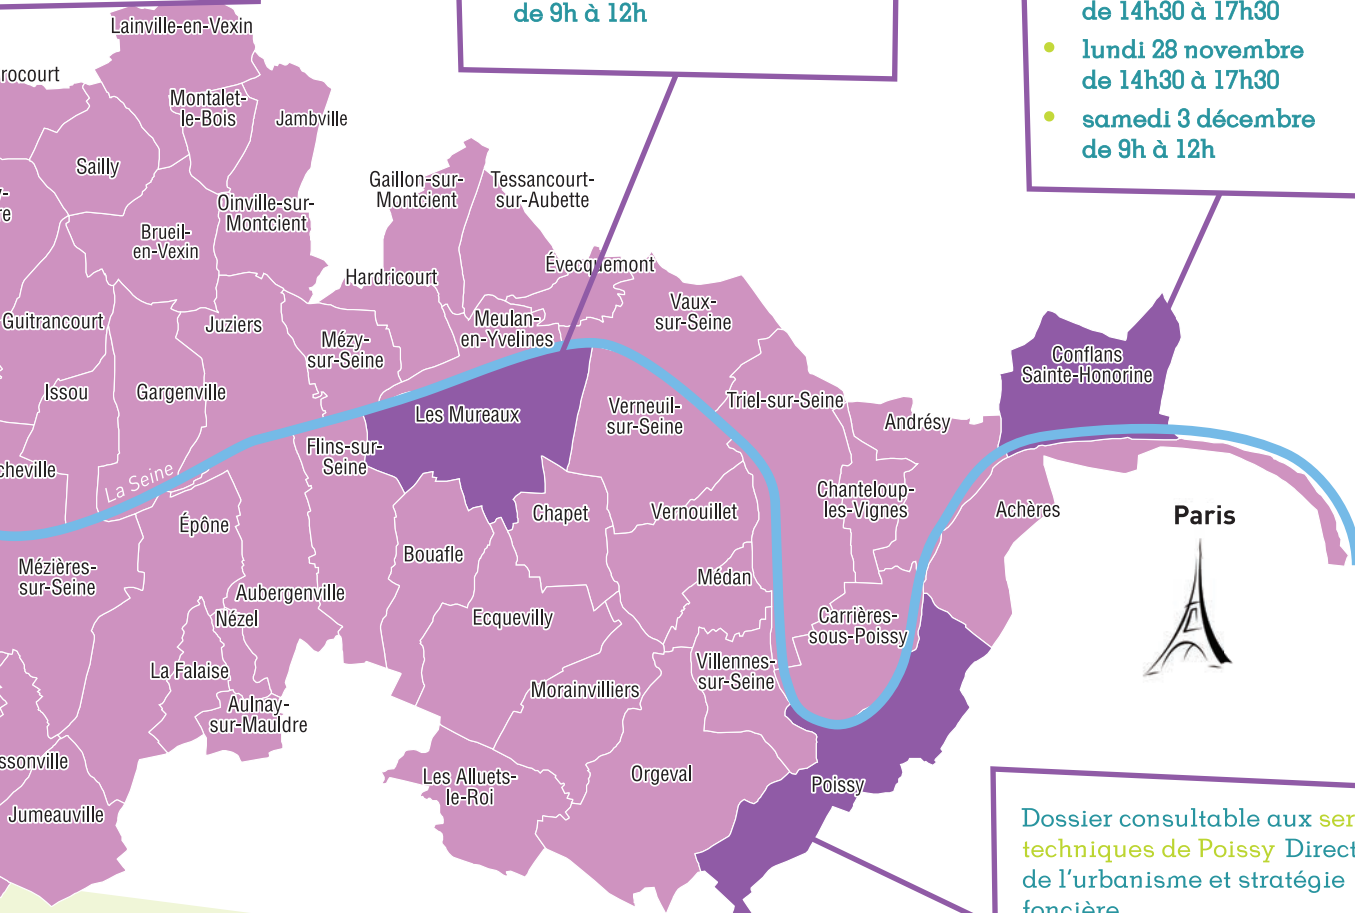 de 9h à 12h
de 14h30 à 17h30
lundi 28 novembre
de 14h30 à 17h30
samedi 3 décembre
de 9h à 12h
Lainville-en-Vexin
Montalet-
le-Bois
Jambville
Sailly
Gaillon-sur-
Montcient
Tessancourt-
sur-Aubette
Oinville-sur-
Montcient
Brueil-
en-Vexin
Évecquemont
Hardricourt
Vaux-
sur-Seine
Guitrancourt
Juziers
Meulan-
en-Yvelines
Mézy-
sur-Seine
Conflans
Sainte-Honorine
Issou
Gargenville
Les Mureaux
Verneuil-
sur-Seine
Triel-sur-Seine
Andrésy
Flins-sur-
Seine
La Seine
Chanteloup-
les-Vignes
Achères
Paris
Épône
Chapet
Vernouillet
Bouafle
Mézières-
sur-Seine
Médan
Aubergenville
Nézel
Ecquevilly
Carrières-
sous-Poissy
La Falaise
Villennes-
sur-Seine
Morainvilliers
Aulnay-
sur-Mauldre
Les Alluets-
le-Roi
Orgeval
Poissy
Jumeauville
Dossier consultable aux
techniques de Poissy
de l'urbanisme et stratégie
foncière